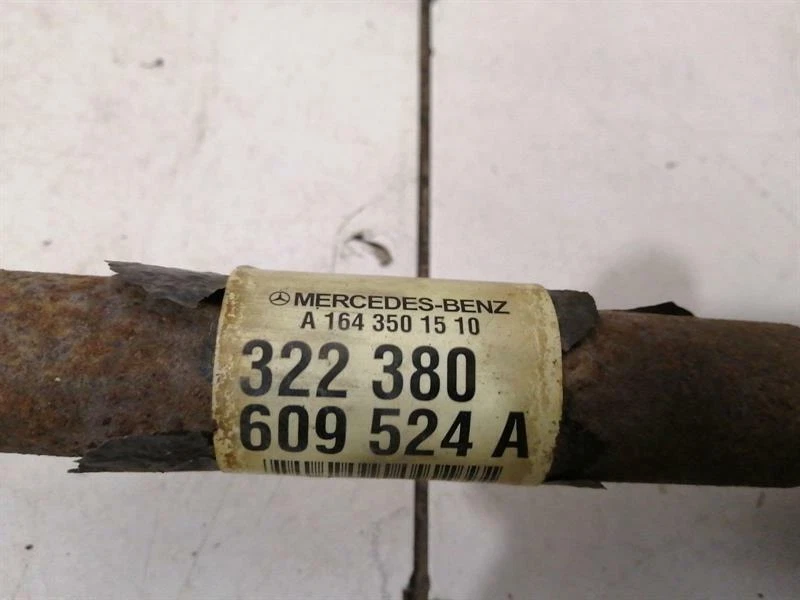 MERCEDES-BENZ
A 164 350 15 10
322 380
609 524 A